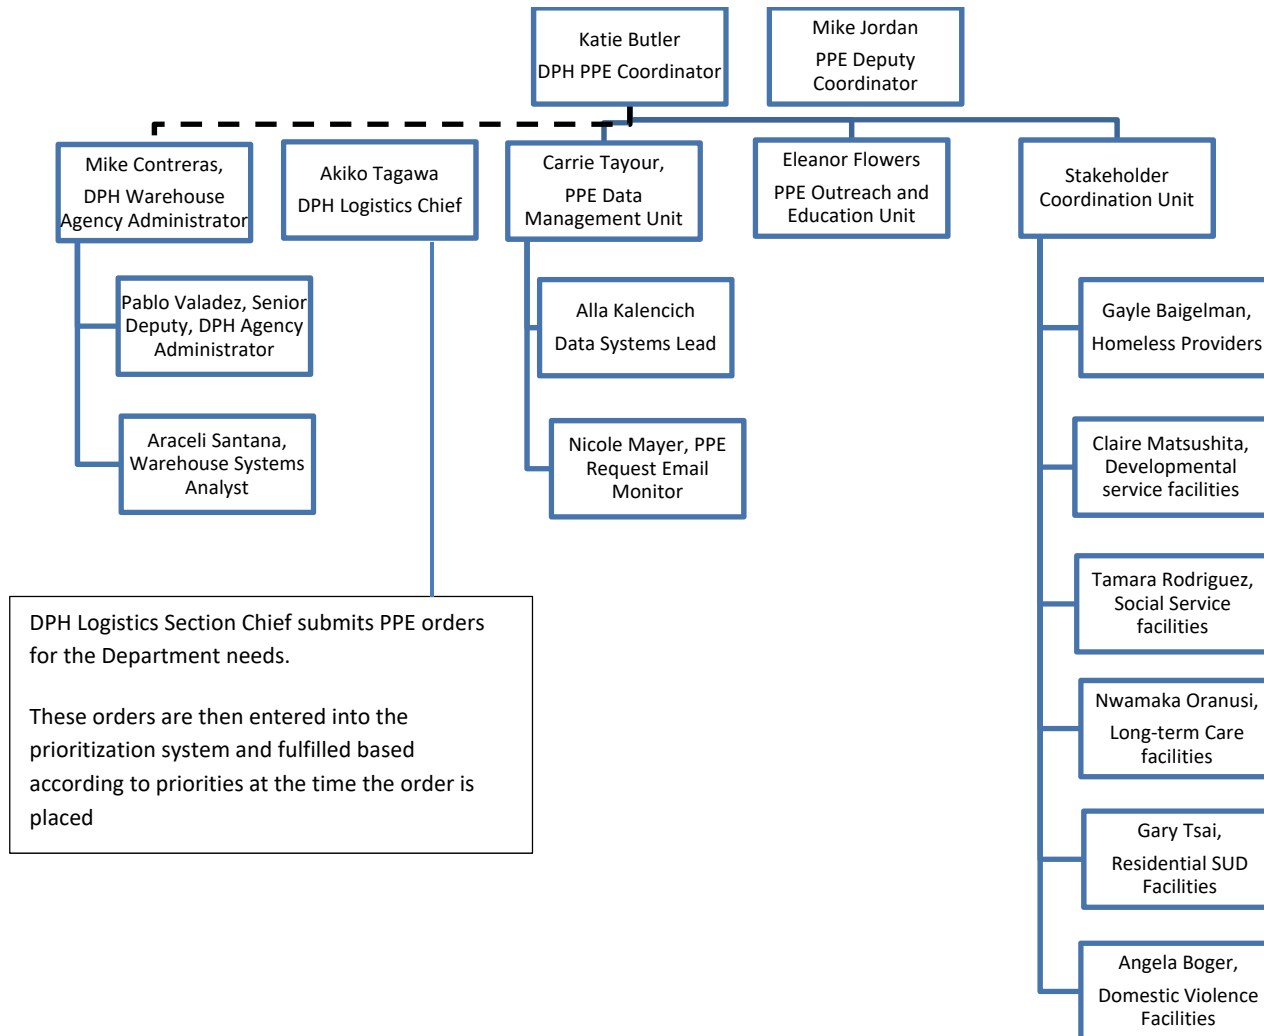 Katie Butler
DPH PPE Coordinator
Mike Jordan
PPE Deputy
Coordinator
Mike Contreras,
DPH Warehouse
Agency Administrator
Akiko Tagawa
DPH Logistics Chief
Carrie Tayour,
PPE Data
Management Unit
Eleanor Flowers
PPE Outreach and
Education Unit
Stakeholder
Coordination Unit
Pablo Valadez, Senior
Deputy, DPH Agency
Administrator
Araceli Santana,
Warehouse Systems
Analyst
Alla Kalencich
Data Systems Lead
Nicole Mayer, PPE
Request Email
Monitor
Gayle Baigelman,
Homeless Providers
Claire Matsushita,
Developmental
service facilities
Tamara Rodriguez,
Social Service
facilities
Nwamaka Oranusi,
Long-term Care
facilities
Gary Tsai,
Residential SUD
Facilities
Angela Boger,
Domestic Violence
Facilities
DPH Logistics Section Chief submits PPE orders
for the Department needs.
These orders are then entered into the
prioritization system and fulfilled based
according to priorities at the time the order is
placed